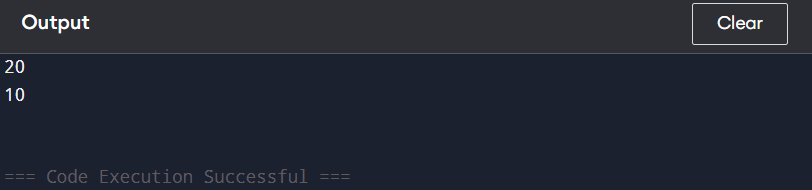 Output
Clear
20
10
=== Code Execution Successful ===